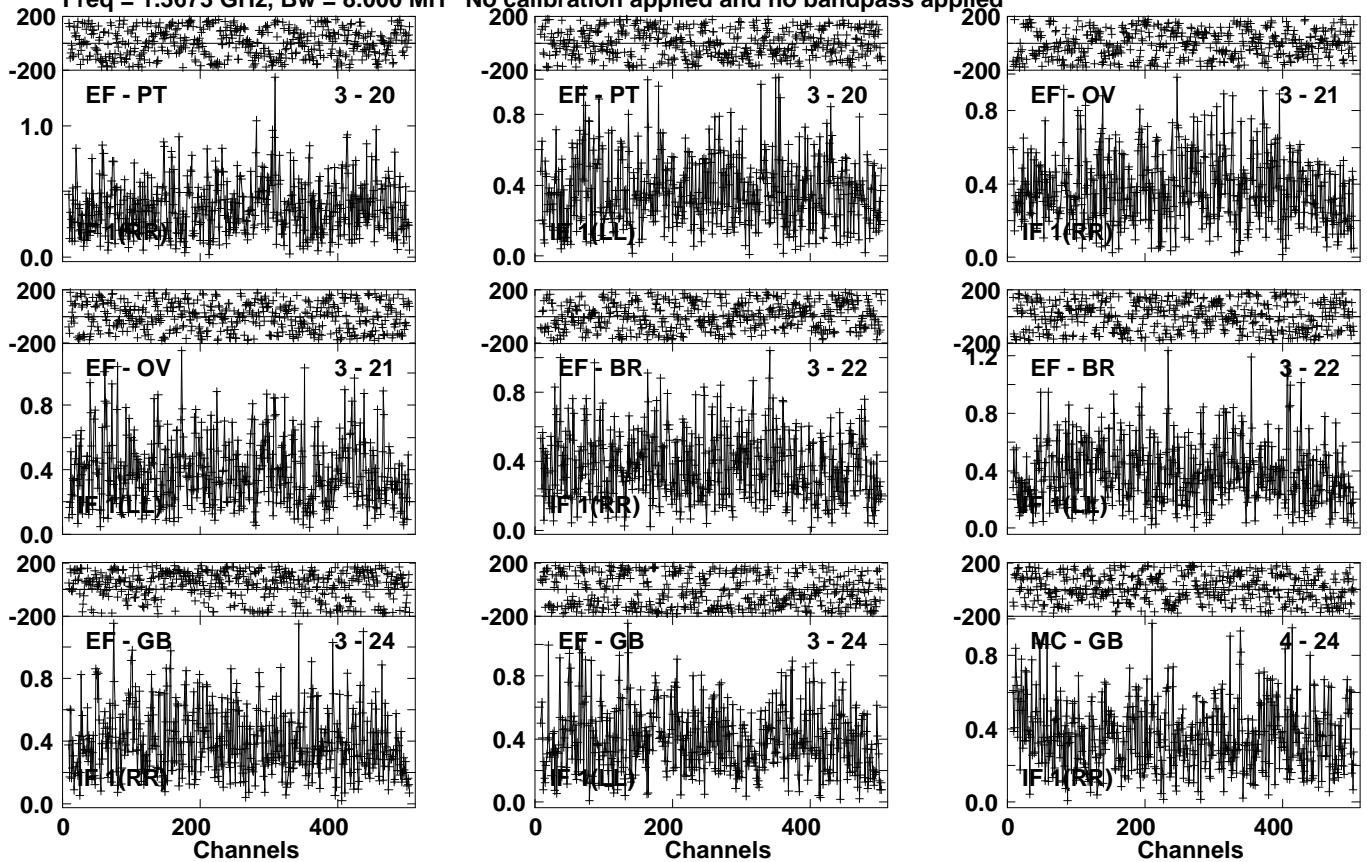 Freq = 1.3673 GHz, Bw = 8.000 MH No calibration applied and no bandpass applied
200 200 200
-200 -200 -200
EF - PT 3 - 20 EF - PT 3 - 20 EF - OV 3 - 21
1.0 0.8 0.8
0.4 0.4
IF 1(RR) IF 1(LL) IF 1(RR)
0.0 0.0 0.0
200 200 200
-200 -200 -200
1.2
EF - OV 3 - 21 EF - BR 3 - 22 EF - BR 3 - 22
0.8 0.8 0.8
0.4 0.4 0.4
IF 1(LL) IF 1(RR) IF 1(LL)
0.0 0.0 0.0
200 200 200
-200 -200 -200
EF - GB 3 - 24 EF - GB 3 - 24 MC - GB 4 - 24
0.8 0.8 0.8
0.4 0.4 0.4
IF 1(RR) IF 1(LL) IF 1(RR)
0.0 0.0 0.0
0 200 400 0 200 400 0 200 400
Channels Channels Channels